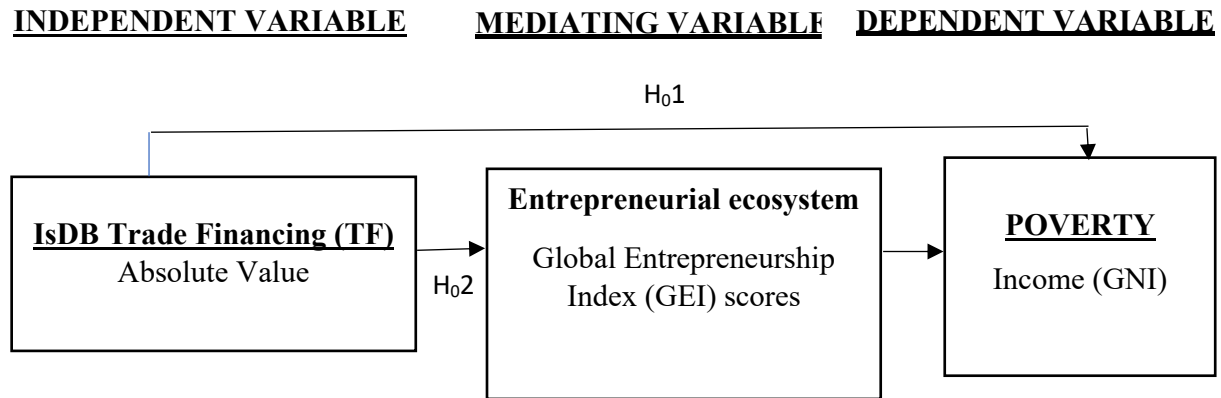 INDEPENDENT VARIABLE
MEDIATING VARIABLE
DEPENDENT VARIABLE
H₀1
IsDB Trade Financing (TF)
Absolute Value
H₀2
Entrepreneurial ecosystem
Global Entrepreneurship
Index (GEI) scores
POVERTY
Income (GNI)